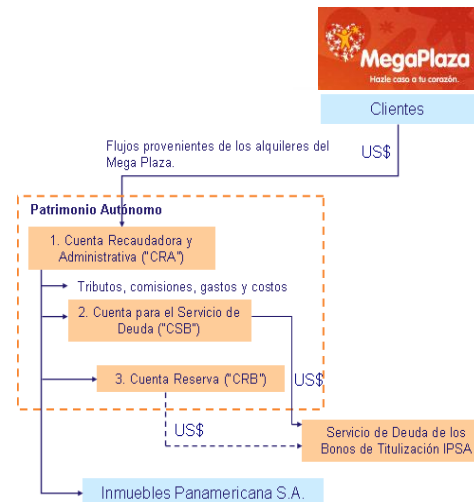 MegaPlaza
Hazle caso a tu corazón.
Clientes
Flujos provenientes de los alquileres del
Mega Plaza.
US$
Patrimonio Autónomo
1. Cuenta Recaudadora y
Administrativa ("CRA")
Tributos, comisiones, gastos y costos
2. Cuenta para el Servicio de
Deuda ("CSB")
3. Cuenta Reserva ("CRB")
US$
US$
Servicio de Deuda de los
Bonos de Titulización IPSA
Inmuebles Panamericana S.A.